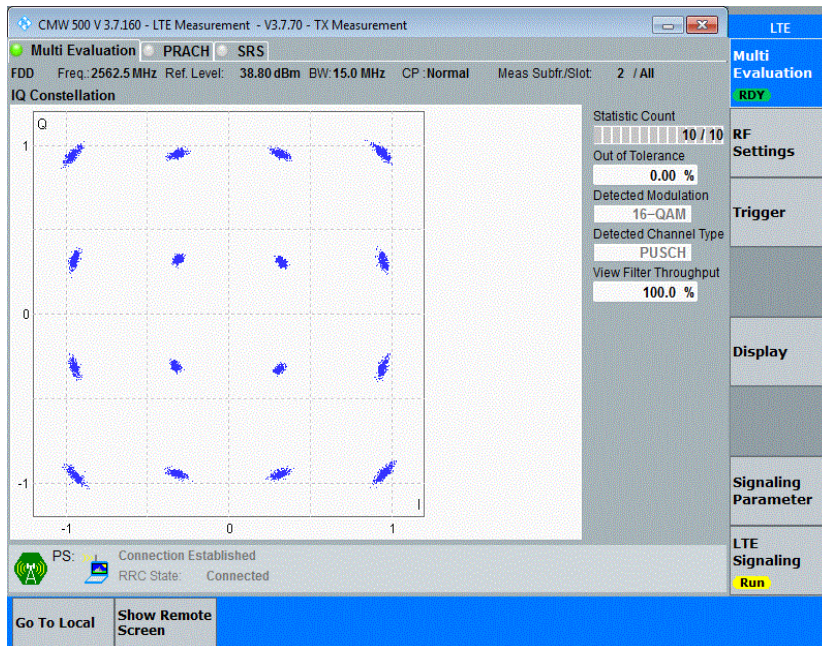 CMW 500 V 3.7.160 - LTE Measurement - V3.7.70 - TX Measurement
LTE
Multi Evaluation PRACH SRS
FDD Freq.: 2562.5 MHz Ref. Level: 38.80 dBm BW: 15.0 MHz CP : Normal Meas Subfr./Slot: 2 / All
IQ Constellation
Q
1
0
-1
-1 0 1
I
Statistic Count
10 / 10
Out of Tolerance
0.00 %
Detected Modulation
16-QAM
Detected Channel Type
PUSCH
View Filter Throughput
100.0 %
Multi
Evaluation
RDY
RF
Settings
Trigger
Display
Signaling
Parameter
LTE
Signaling
Run
PS: Connection Established
RRC State: Connected
Go To Local
Show Remote
Screen